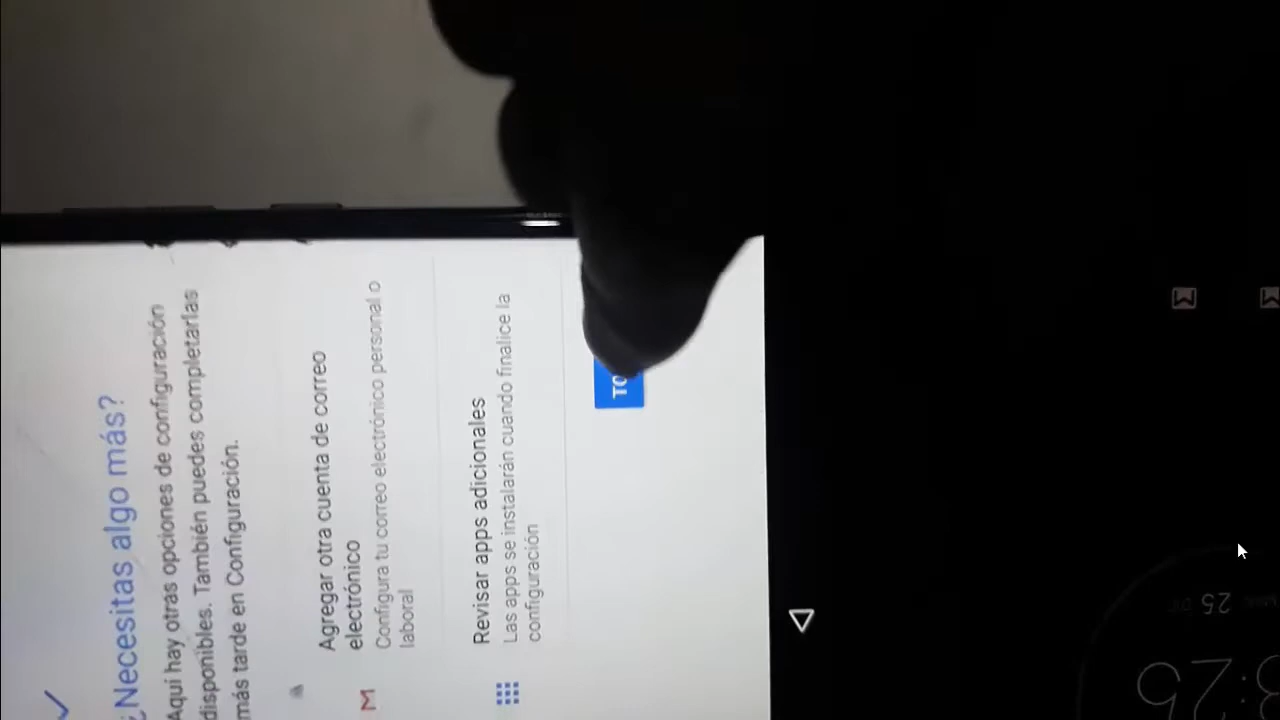 ¿Necesitas algo más?
Aquí hay otras opciones de configuración
disponibles. También puedes completarlas
más tarde en Configuración.
Agregar otra cuenta de correo
electrónico
Configura tu correo electrónico personal o
laboral
Revisar apps adicionales
Las apps se instalarán cuando finalice la
configuración
TO
25